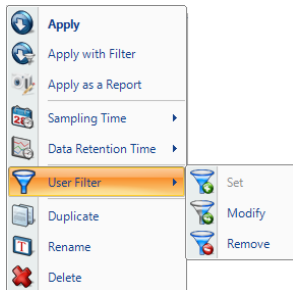 Apply
Apply with Filter
Apply as a Report
Sampling Time
Data Retention Time
User Filter
Set
Duplicate
Modify
Rename
Remove
Delete